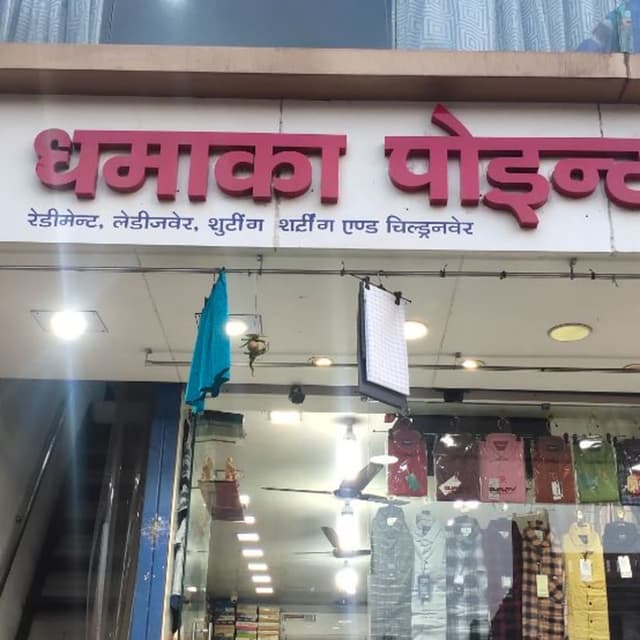 धमाका पोइन्ट
रेडीमेन्ट, लेडीजवेर, शुर्टींग शर्टींग एण्ड चिल्ड्रनवेर